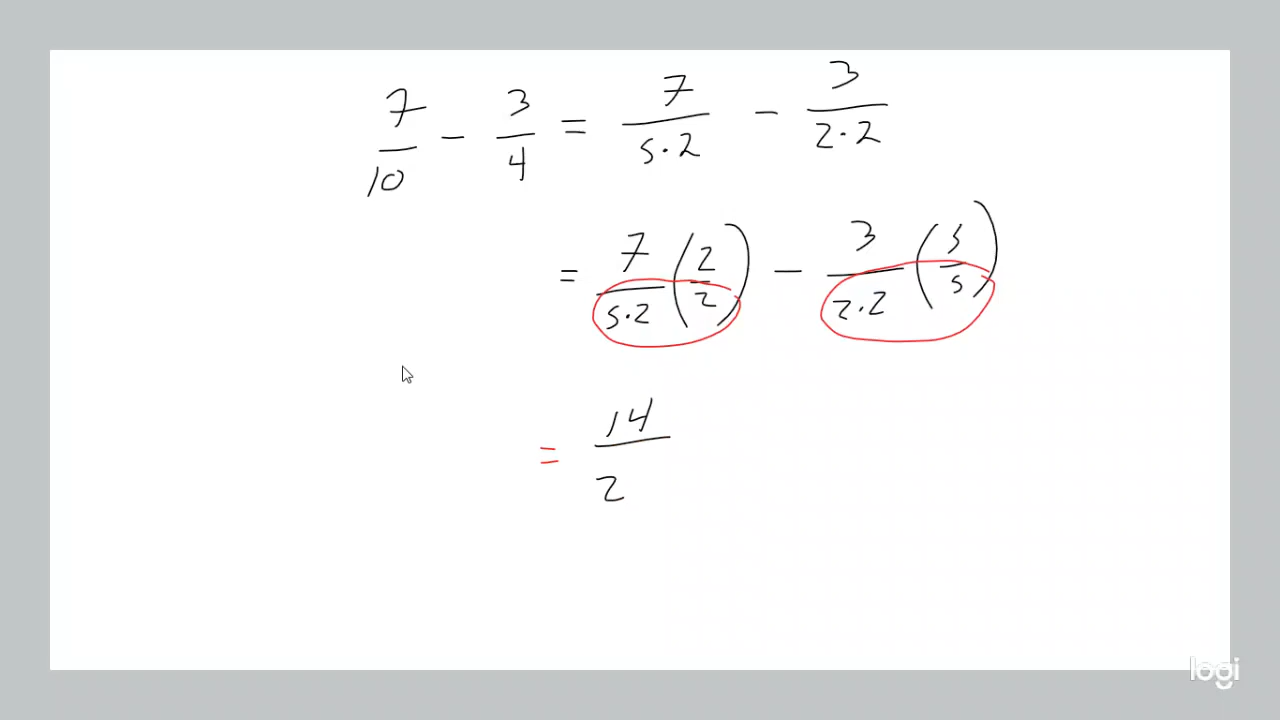 7/10 - 3/4 = 7/(5·2) - 3/(2·2)
= 7/(5·2) (2/2) - 3/(2·2) (5/5)
= 14/2
logi